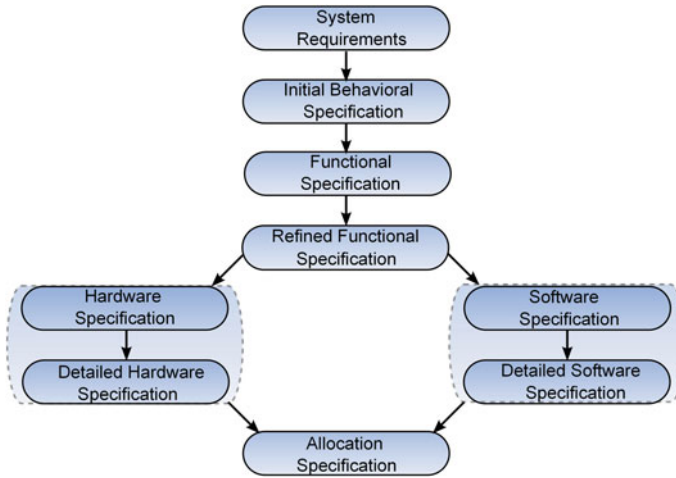 System
Requirements
Initial Behavioral
Specification
Functional
Specification
Refined Functional
Specification
Hardware
Specification
Software
Specification
Detailed Hardware
Specification
Detailed Software
Specification
Allocation
Specification